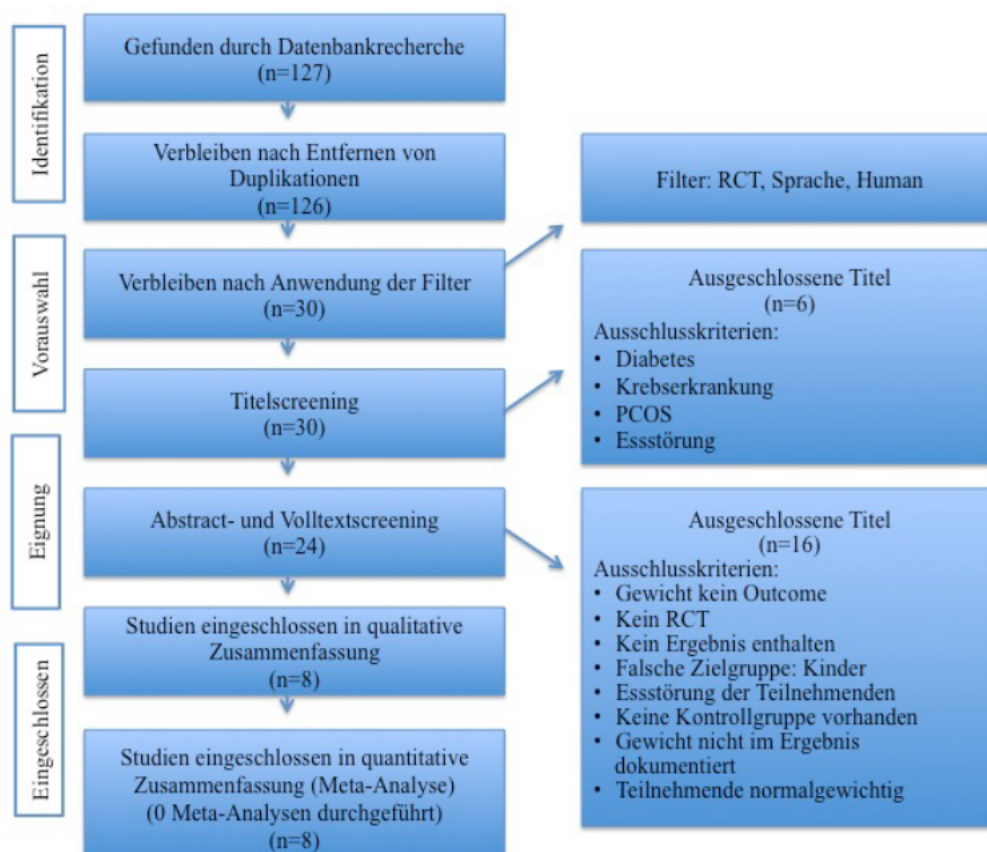 Identifikation
Gefunden durch Datenbankrecherche
(n=127)
Verbleiben nach Entfernen von
Duplikationen
(n=126)
Filter: RCT, Sprache, Human
Vorauswahl
Verbleiben nach Anwendung der Filter
(n=30)
Ausgeschlossene Titel
(n=6)
Ausschlusskriterien:
• Diabetes
• Krebserkrankung
• PCOS
• Essstörung
Titelscreening
(n=30)
Eignung
Abstract- und Volltextscreening
(n=24)
Ausgeschlossene Titel
(n=16)
Ausschlusskriterien:
• Gewicht kein Outcome
• Kein RCT
• Kein Ergebnis enthalten
• Falsche Zielgruppe: Kinder
• Essstörung der Teilnehmenden
• Keine Kontrollgruppe vorhanden
• Gewicht nicht im Ergebnis
dokumentiert
• Teilnehmende normalgewichtig
Eingeschlossen
Studien eingeschlossen in qualitative
Zusammenfassung
(n=8)
Studien eingeschlossen in quantitative
Zusammenfassung (Meta-Analyse)
(0 Meta-Analysen durchgeführt)
(n=8)